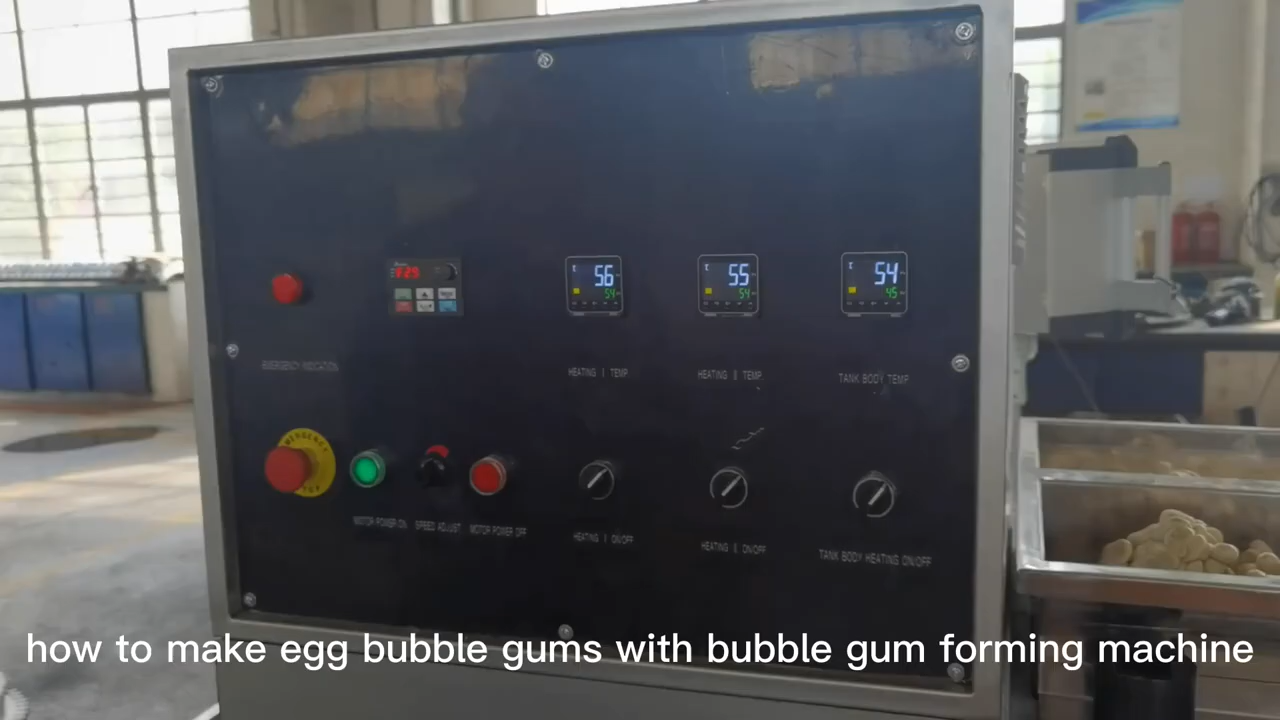 56
54
55
54
54
45
EMERGENCY INDICATION
HEATING I TEMP
HEATING II TEMP
TANK BODY TEMP
EMERGENCY
MOTOR POWER ON
SPEED ADJUST
MOTOR POWER OFF
HEATING I ON/OFF
HEATING II ON/OFF
TANK BODY HEATING ON/OFF
how to make egg bubble gums with bubble gum forming machine